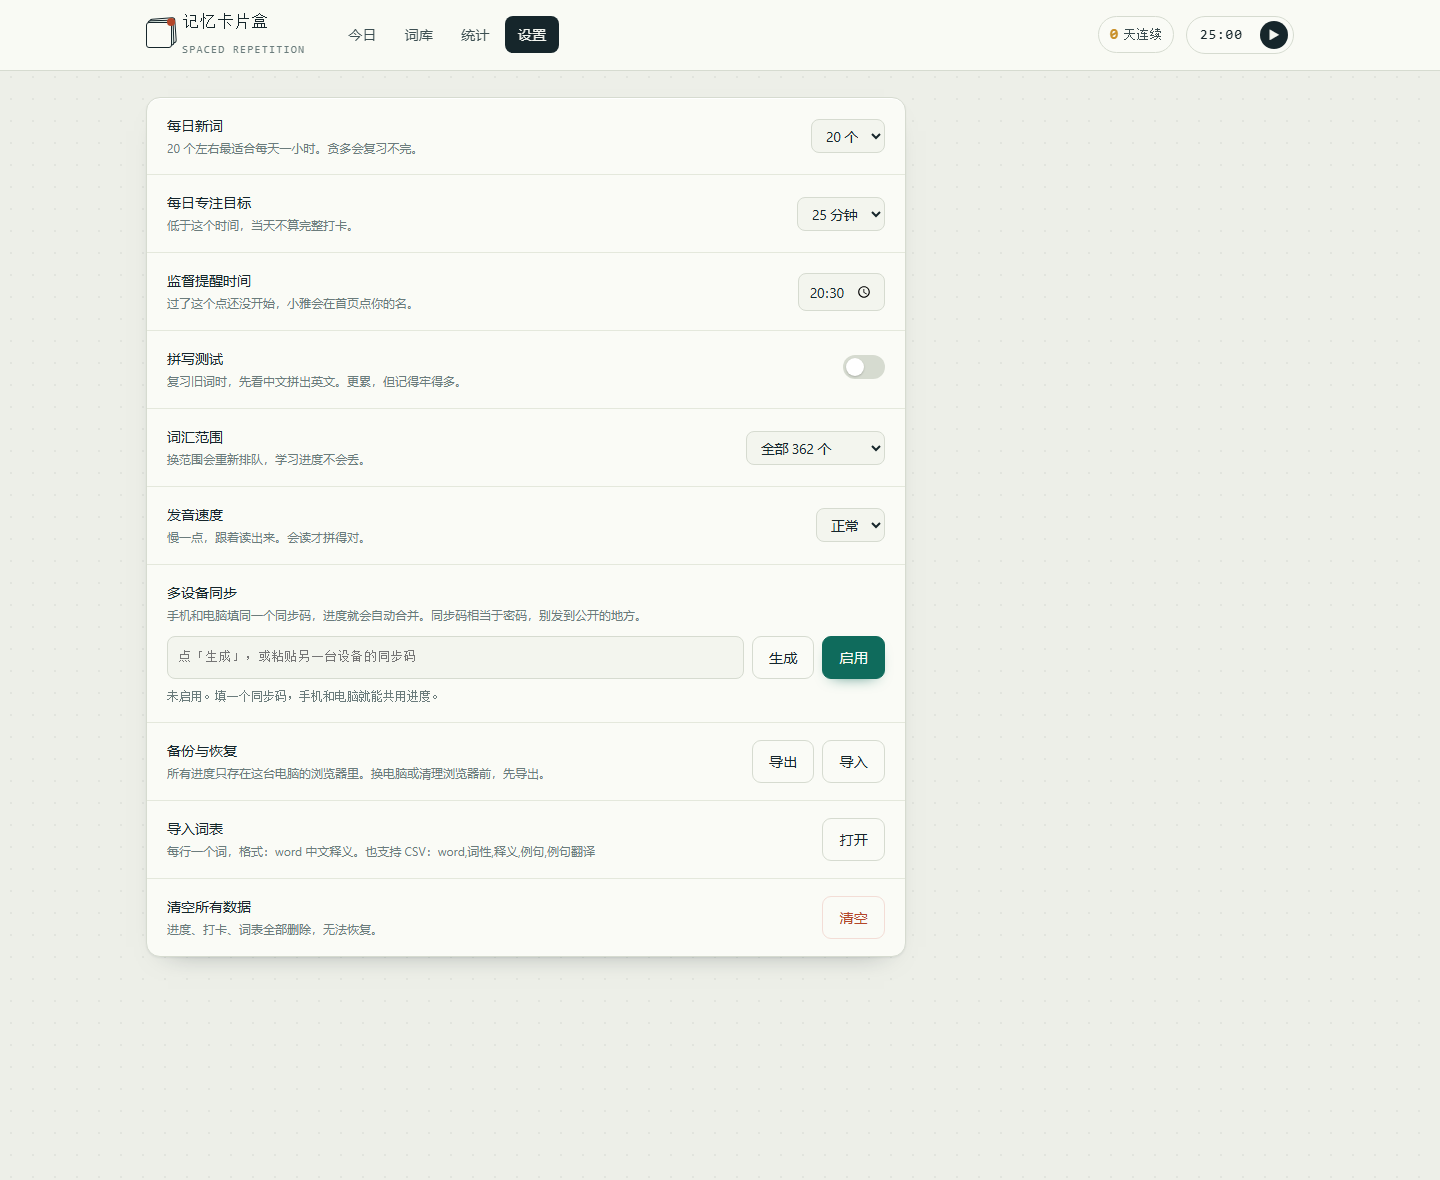 记忆卡片盒
SPACED REPETITION
今日
词库
统计
设置
0 天连续
25:00
每日新词
20 个左右最适合每天一小时。贪多会复习不完。
20 个
每日专注目标
低于这个时间，当天不算完整打卡。
25 分钟
监督提醒时间
过了这个点还没开始，小雅会在首页点你的名。
20:30
拼写测试
复习旧词时，先看中文拼出英文。更累，但记得牢得多。
词汇范围
换范围会重新排队，学习进度不会丢。
全部 362 个
发音速度
慢一点，跟着读出来。会读才拼得对。
正常
多设备同步
手机和电脑填同一个同步码，进度就会自动合并。同步码相当于密码，别发到公开的地方。
点「生成」，或粘贴另一台设备的同步码
生成
启用
未启用。填一个同步码，手机和电脑就能共用进度。
备份与恢复
所有进度只存在这台电脑的浏览器里。换电脑或清理浏览器前，先导出。
导出
导入
导入词表
每行一个词，格式：word 中文释义。也支持 CSV：word,词性,释义,例句,例句翻译
打开
清空所有数据
进度、打卡、词表全部删除，无法恢复。
清空